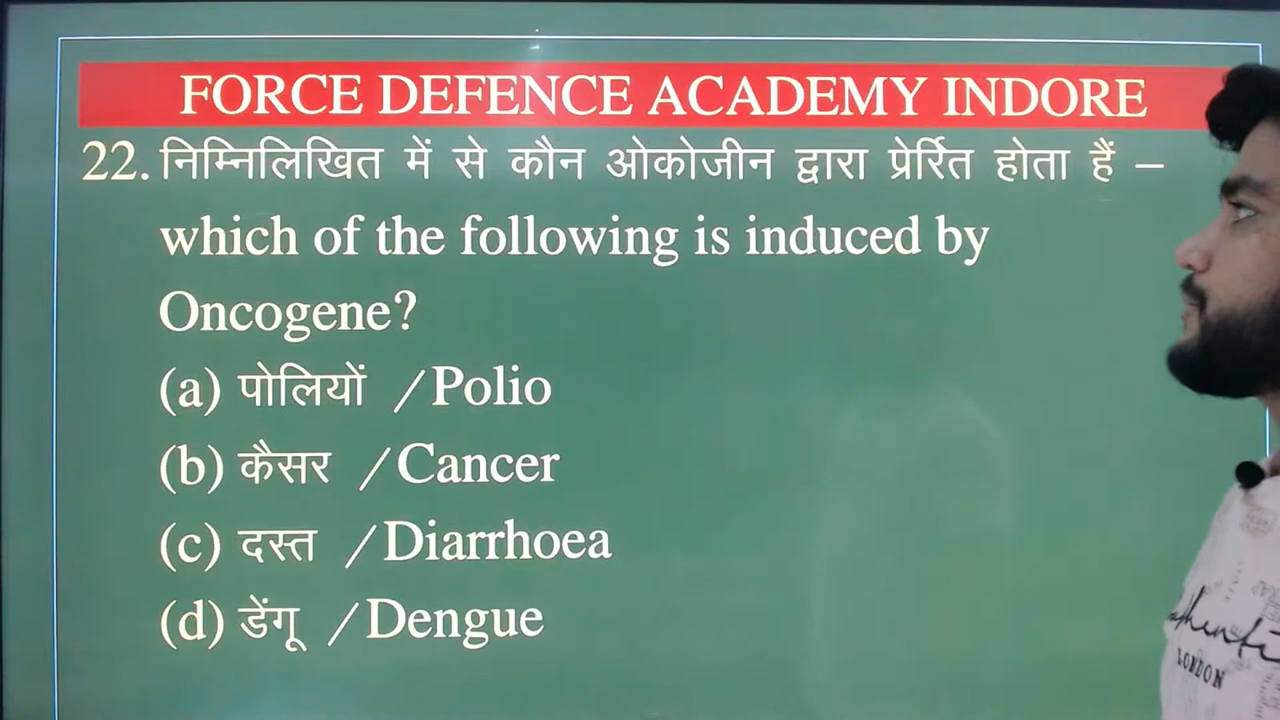 FORCE DEFENCE ACADEMY INDORE
22. निम्निलिखित में से कौन ओकोजीन द्वारा प्रेर्रित होता हैं –
which of the following is induced by
Oncogene?
(a) पोलियों /Polio
(b) कैसर /Cancer
(c) दस्त /Diarrhoea
(d) डेंगू /Dengue
LONDON